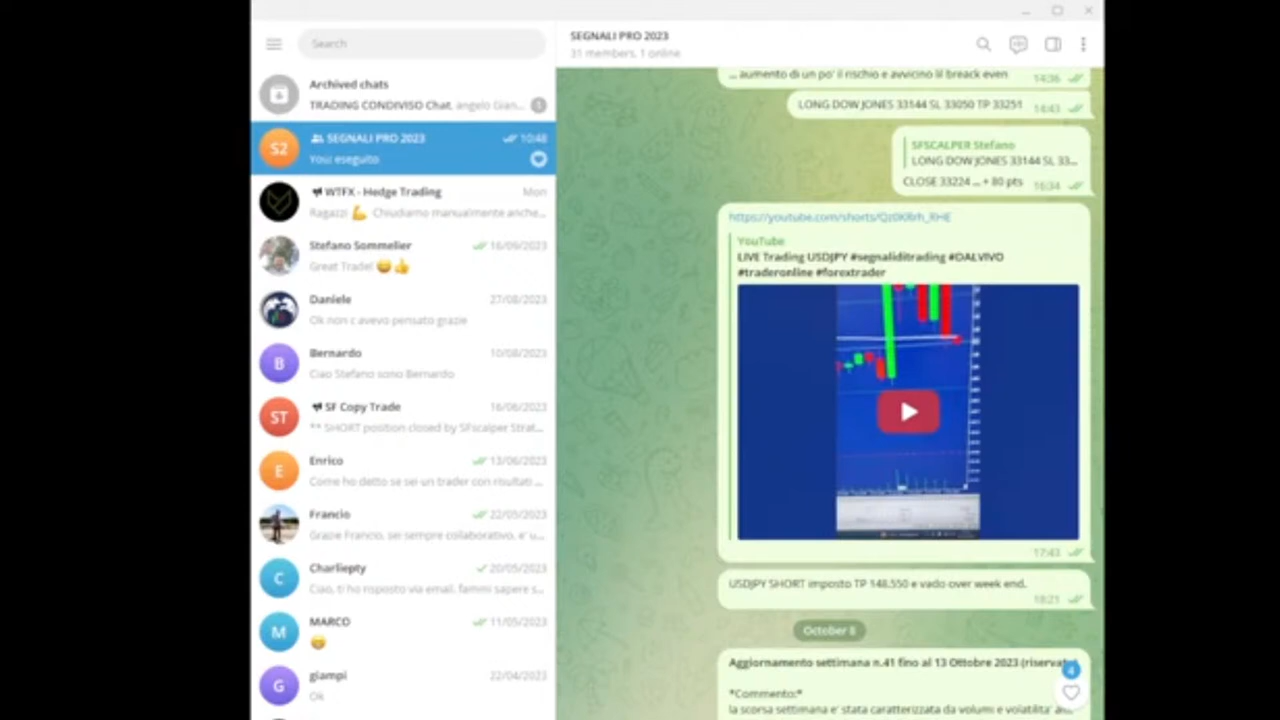 Search
Archived chats
TRADING CONDIVISO Chat, angelo Gian... 1
S2
SEGNALI PRO 2023 10:48
You: eseguito
WTFX - Hedge Trading Mon
Ragazzi 💪 Chiudiamo manualmente anche...
Stefano Sommelier 16/09/2023
Great Trade! 😄👍
Daniele 27/08/2023
Ok non c avevo pensato grazie
B
Bernardo 10/08/2023
Ciao Stefano sono Bernardo
ST
SF Copy Trade 16/06/2023
** SHORT position closed by SFscalper Strat...
E
Enrico 13/06/2023
Come ho detto se sei un trader con risultati ...
Francio 22/05/2023
Grazie Francio, sei sempre collaborativo. e' u...
C
Charliepty 20/05/2023
Ciao, ti ho risposto via email. fammi sapere s...
M
MARCO 11/05/2023
😄
G
giampi 22/04/2023
Ok
SEGNALI PRO 2023
31 members, 1 online
... aumento di un po' il rischio e avvicino il breack even 14:36
LONG DOW JONES 33144 SL 33050 TP 33251 14:43
SFSCALPER Stefano
LONG DOW JONES 33144 SL 33...
CLOSE 33224 ... + 80 pts 16:34
https://youtube.com/shorts/
YouTube
LIVE Trading USDJPY #segnaliditrading #DALVIVO
#traderonline #forextrader
17:43
USDJPY SHORT imposto TP 148.550 e vado over week end.
18:21
October 8
Aggiornamento settimana n.41 fino al 13 Ottobre 2023
4
*Commento:*
la scorsa settimana e' stata caratterizzata da volumi e volatilita'